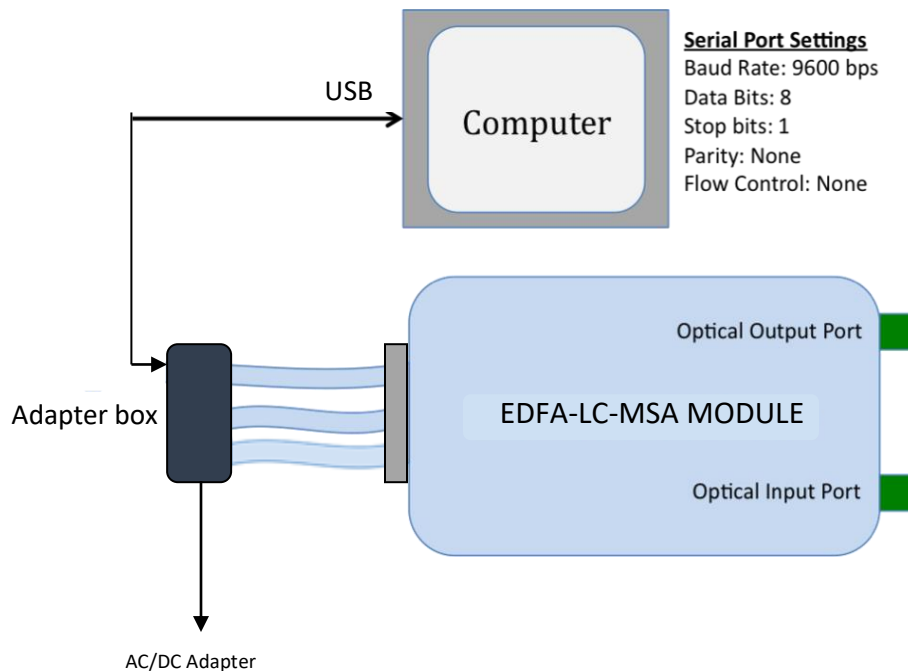 USB
Computer
Serial Port Settings
Baud Rate: 9600 bps
Data Bits: 8
Stop bits: 1
Parity: None
Flow Control: None
Optical Output Port
Adapter box
EDFA-LC-MSA MODULE
Optical Input Port
AC/DC Adapter